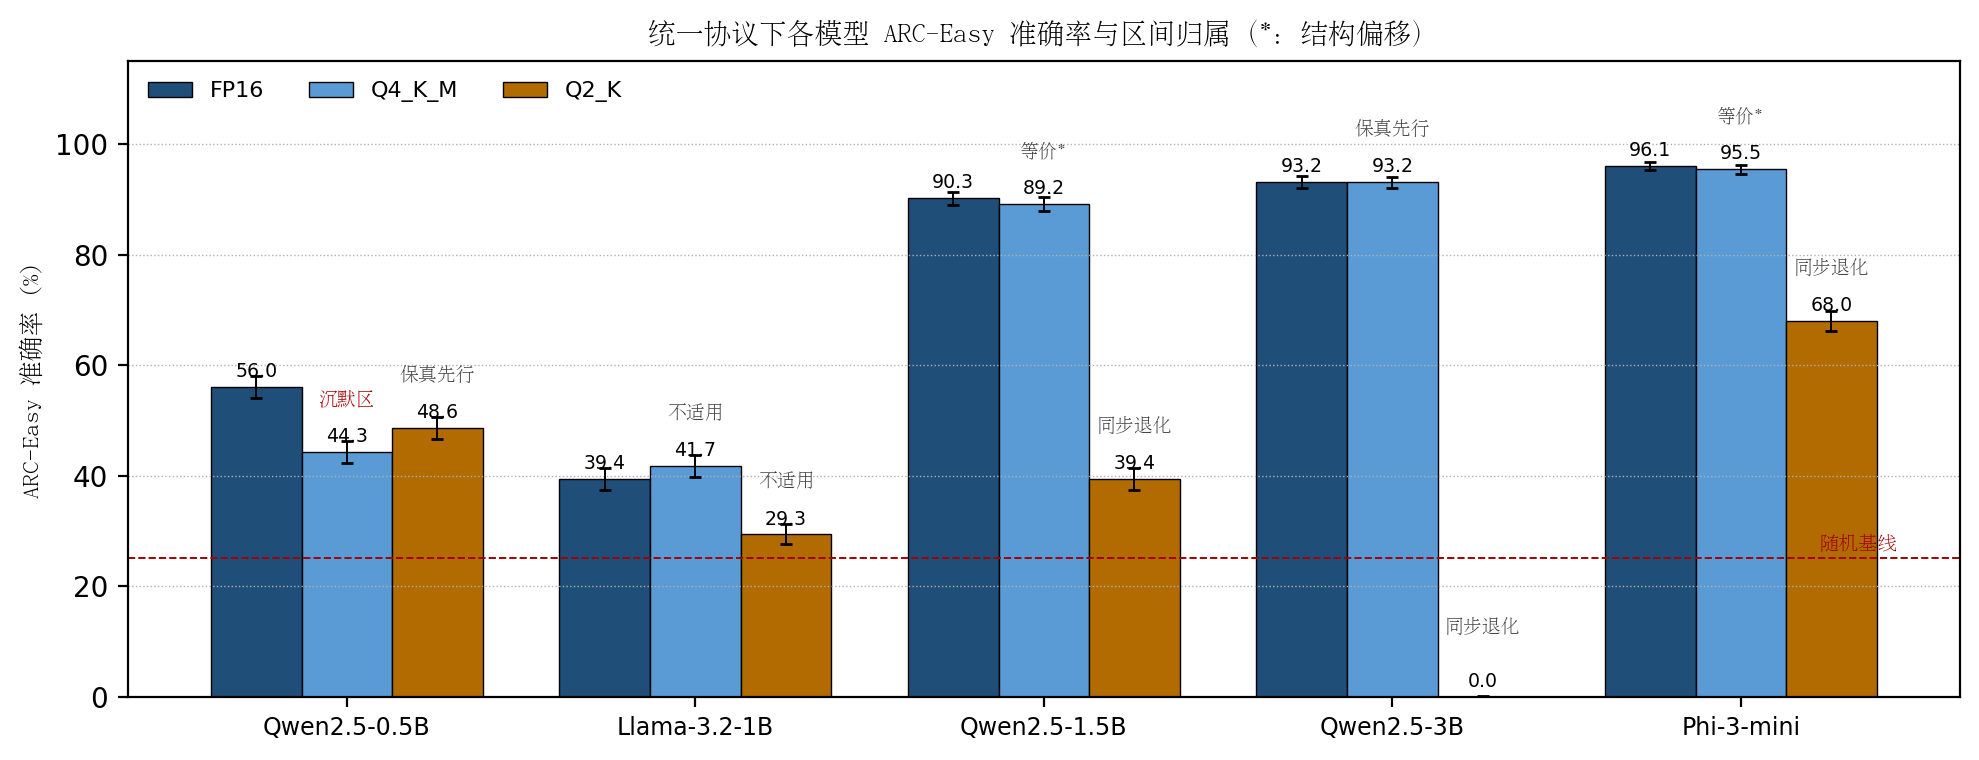 统一协议下各模型 ARC-Easy 准确率与区间归属 (*: 结构偏移)
FP16 Q4_K_M Q2_K
ARC-Easy 准确率 (%)
100
80
60
40
20
0
56.0
沉默区
44.3
保真先行
48.6
39.4
不适用
41.7
不适用
29.3
90.3
等价*
89.2
同步退化
39.4
93.2
保真先行
93.2
同步退化
0.0
96.1
等价*
95.5
同步退化
68.0
随机基线
Qwen2.5-0.5B
Llama-3.2-1B
Qwen2.5-1.5B
Qwen2.5-3B
Phi-3-mini